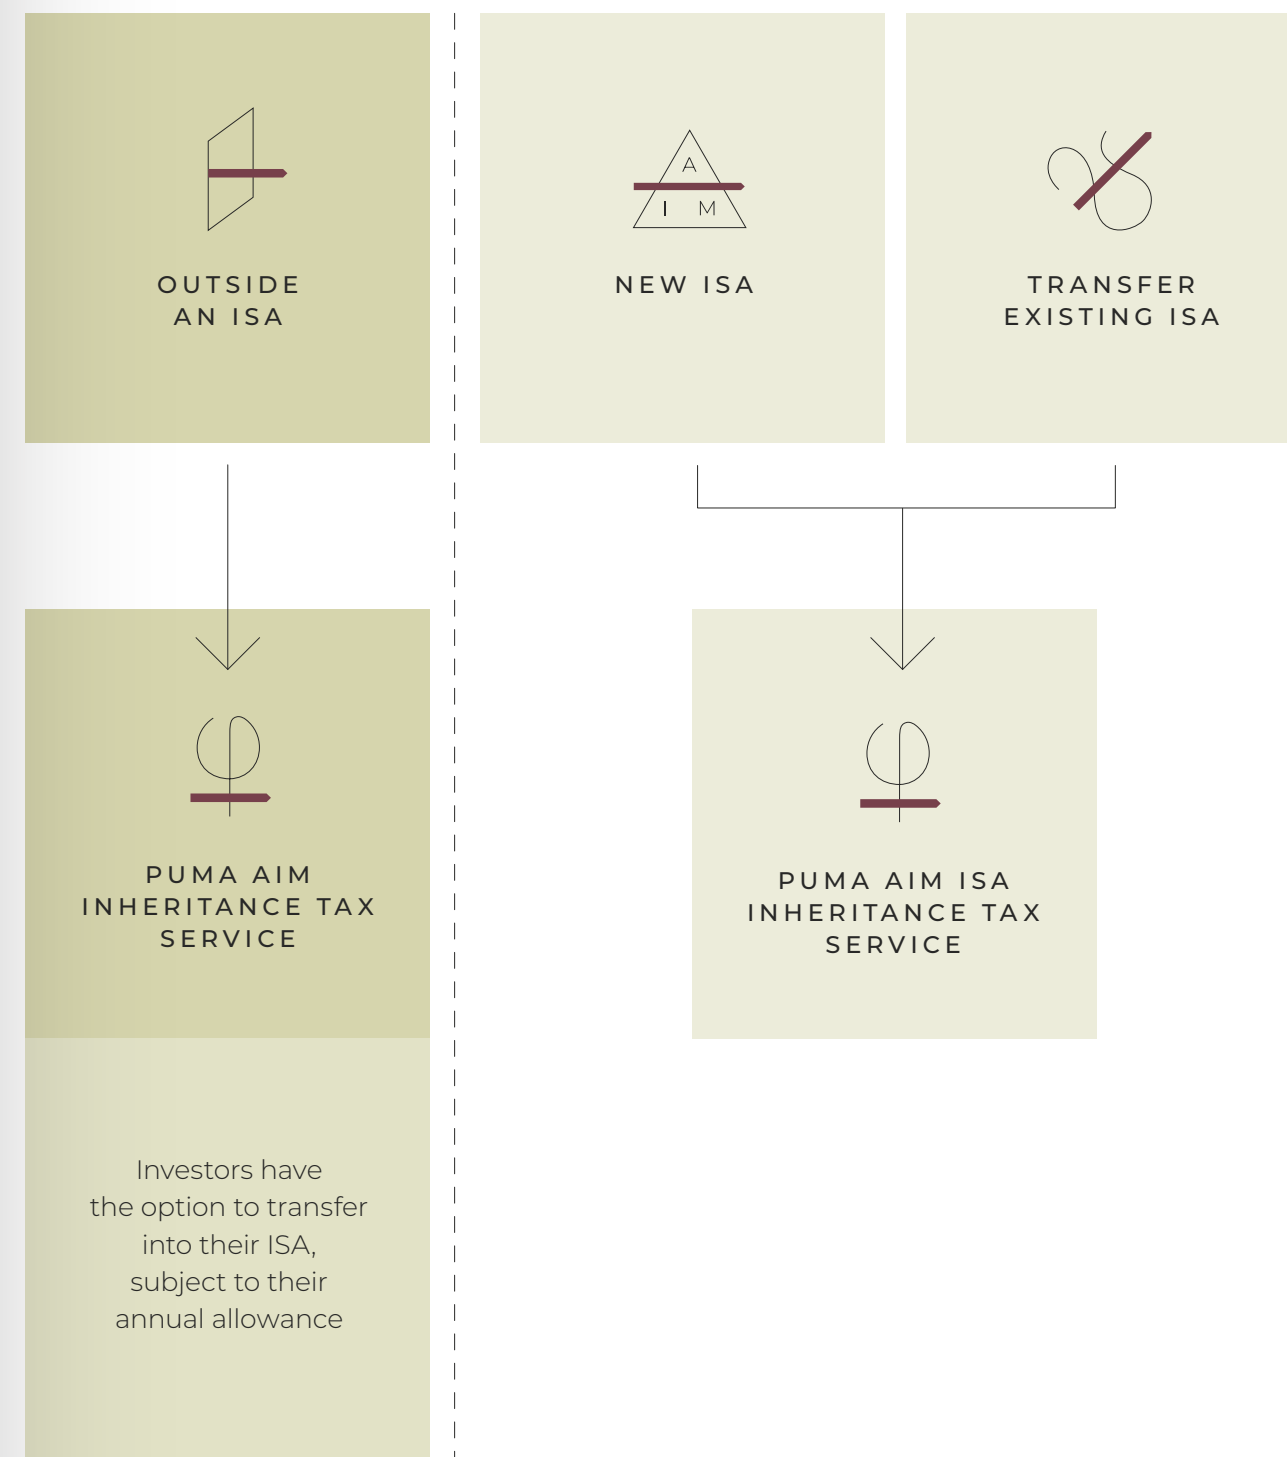 OUTSIDE
AN ISA
A
I M
NEW ISA
TRANSFER
EXISTING ISA
PUMA AIM
INHERITANCE TAX
SERVICE
PUMA AIM ISA
INHERITANCE TAX
SERVICE
Investors have
the option to transfer
into their ISA,
subject to their
annual allowance